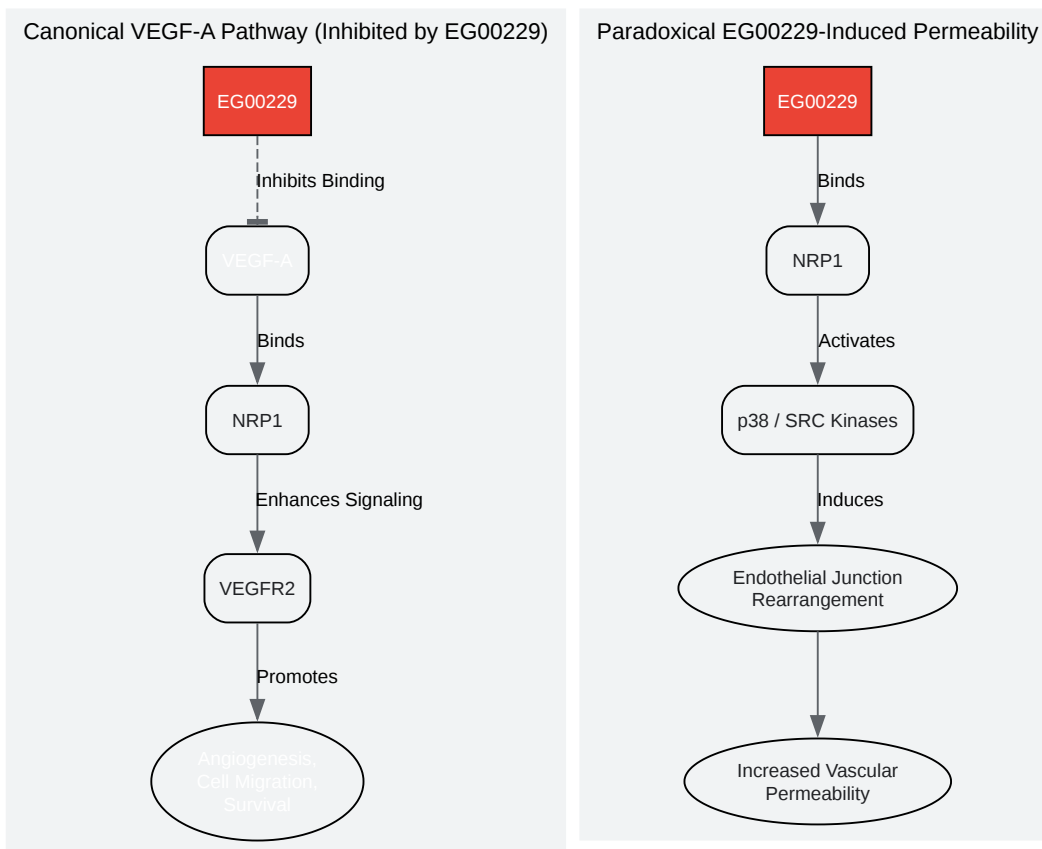 Canonical VEGF-A Pathway (Inhibited by EG00229)
EG00229
Inhibits Binding
VEGF-A
Binds
NRP1
Enhances Signaling
VEGFR2
Promotes
Angiogenesis,
Cell Migration,
Survival
Paradoxical EG00229-Induced Permeability
EG00229
Binds
NRP1
Activates
p38 / SRC Kinases
Induces
Endothelial Junction
Rearrangement
Increased Vascular
Permeability